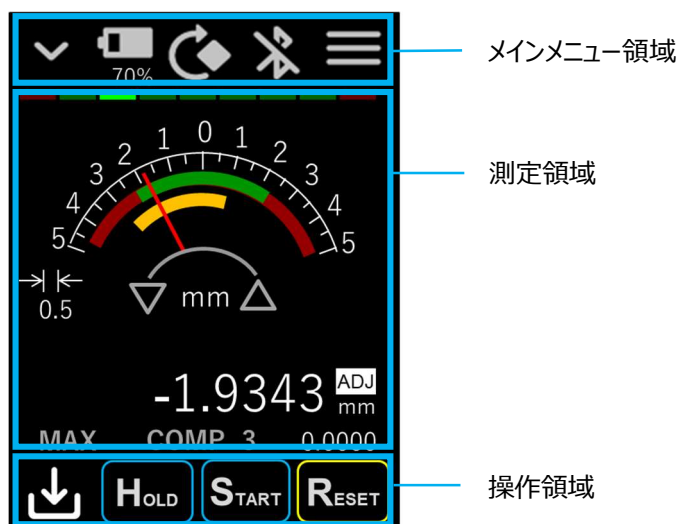 メインメニュー領域
70%
測定領域
5 4 3 2 1 0 1 2 3 4 5
0.5
mm
-1.9343 ADJ
mm
MAX COMP 3 0.0000
HOLD START RESET
操作領域